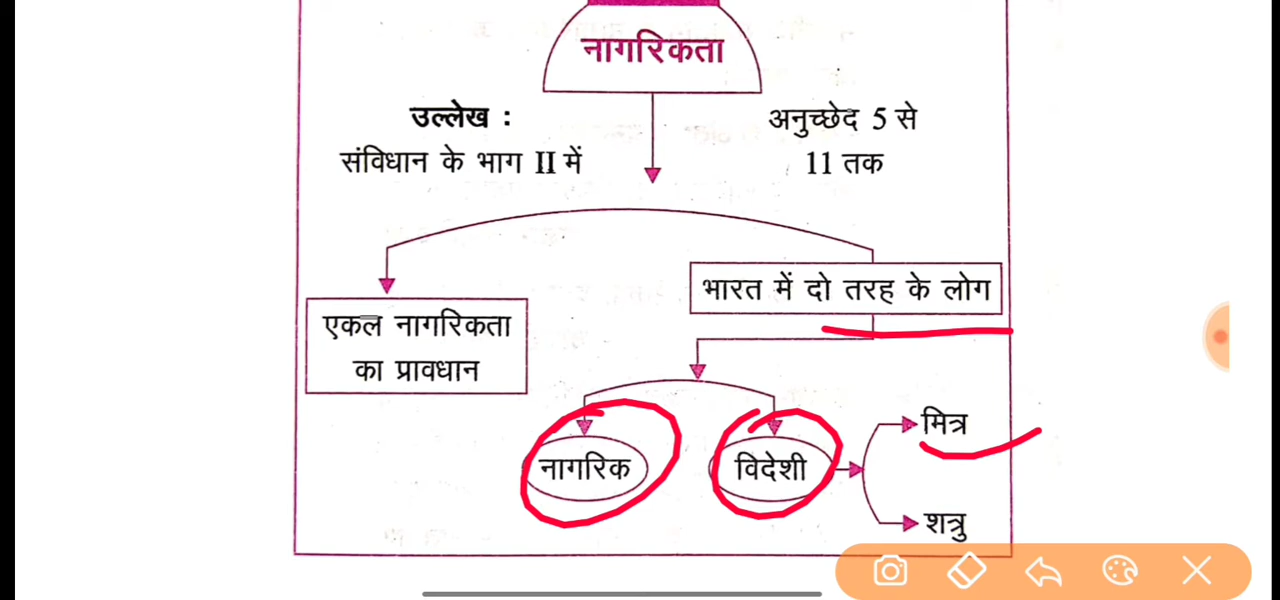 नागरिकता
उल्लेख :
संविधान के भाग II में
अनुच्छेद 5 से
11 तक
भारत में दो तरह के लोग
एकल नागरिकता
का प्रावधान
नागरिक
विदेशी
मित्र
शत्रु